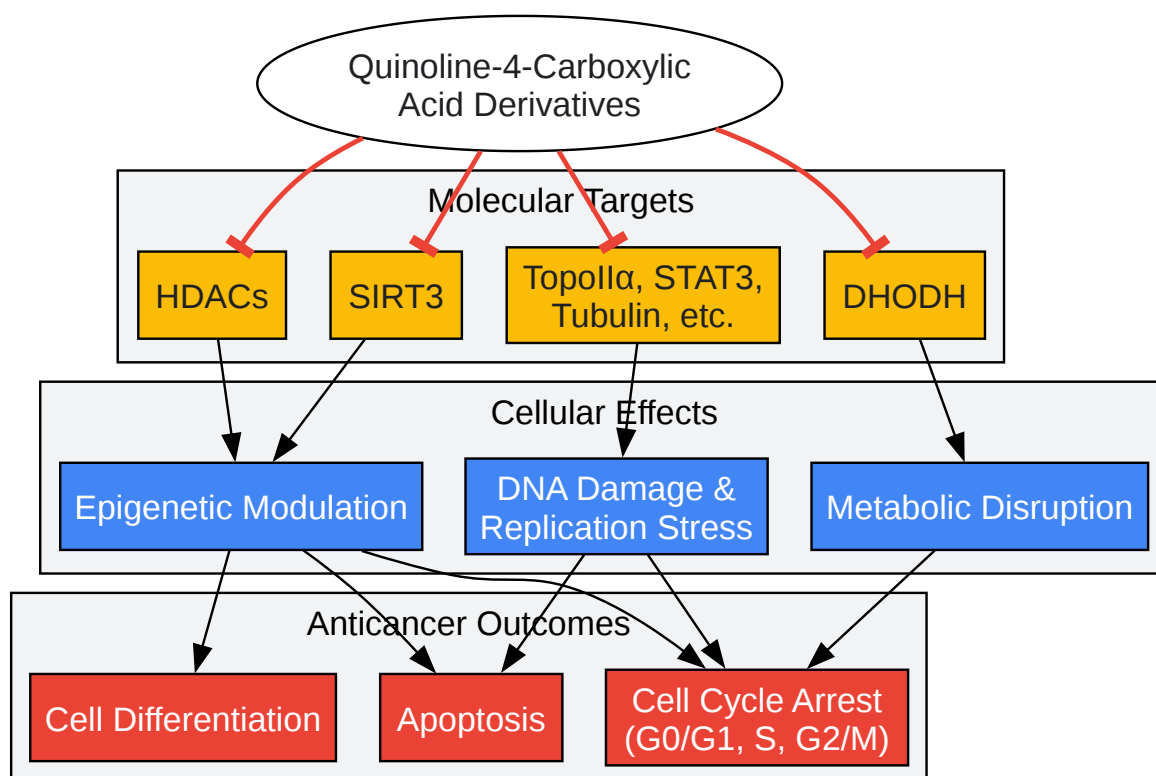 Quinoline-4-Carboxylic
Acid Derivatives
Molecular Targets
HDACs
SIRT3
TopoIIα, STAT3,
Tubulin, etc.
DHODH
Cellular Effects
Epigenetic Modulation
DNA Damage &
Replication Stress
Metabolic Disruption
Anticancer Outcomes
Cell Differentiation
Apoptosis
Cell Cycle Arrest
(G0/G1, S, G2/M)